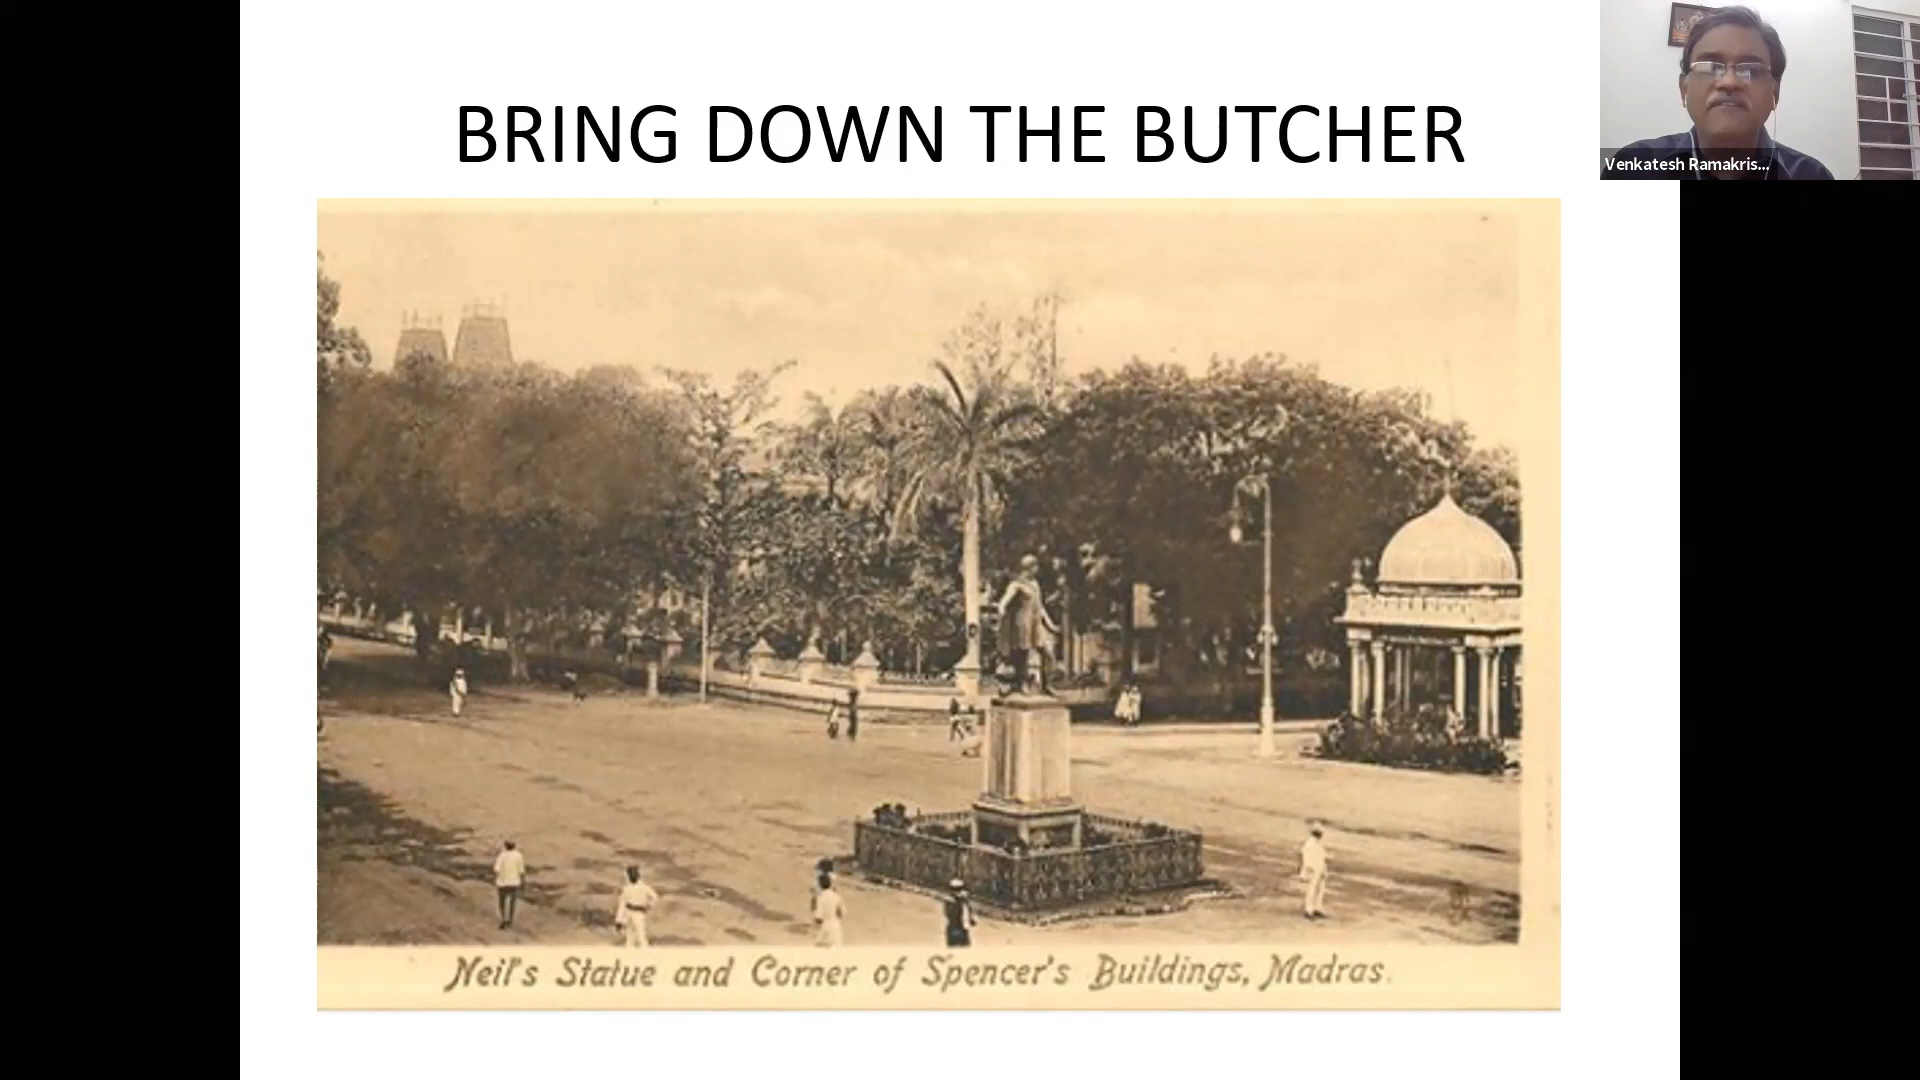 BRING DOWN THE BUTCHER
Venkatesh Ramakris...
Neil's Statue and Corner of Spencer's Buildings, Madras.